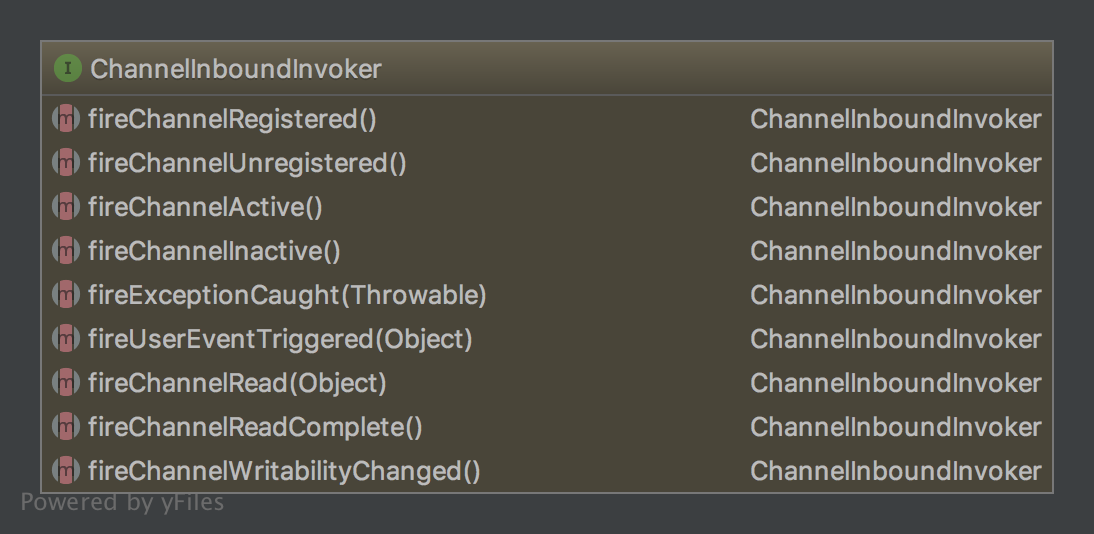 I ChannelInboundInvoker
m fireChannelRegistered() ChannelInboundInvoker
m fireChannelUnregistered() ChannelInboundInvoker
m fireChannelActive() ChannelInboundInvoker
m fireChannelInactive() ChannelInboundInvoker
m fireExceptionCaught(Throwable) ChannelInboundInvoker
m fireUserEventTriggered(Object) ChannelInboundInvoker
m fireChannelRead(Object) ChannelInboundInvoker
m fireChannelReadComplete() ChannelInboundInvoker
m fireChannelWritabilityChanged() ChannelInboundInvoker
Powered by yFiles